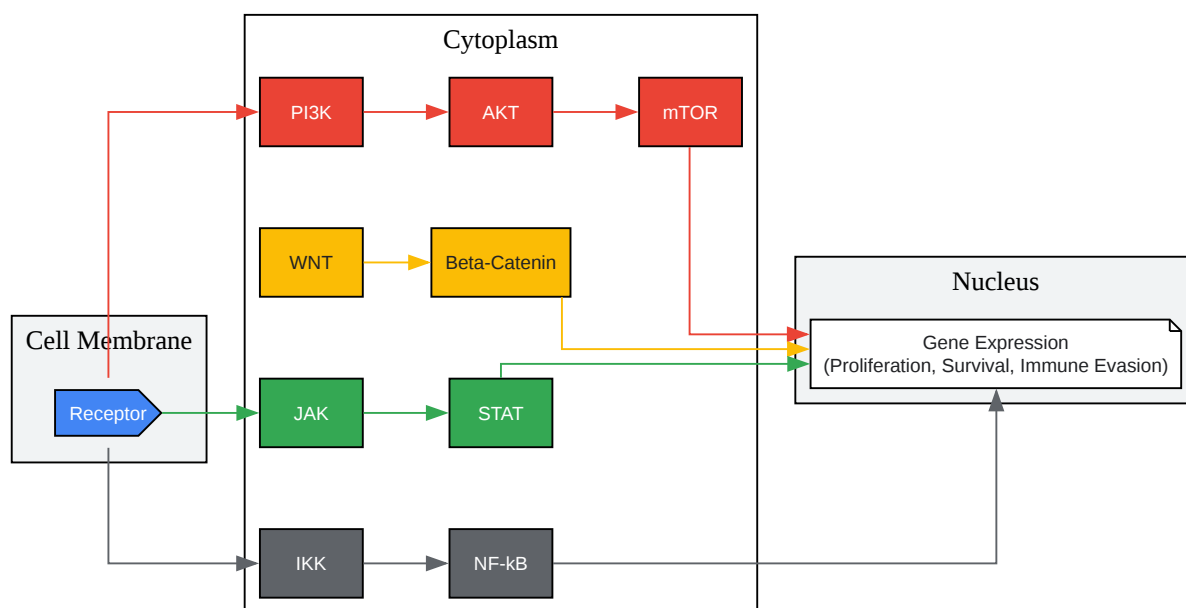 Cytoplasm
PI3K
AKT
mTOR
WNT
Beta-Catenin
Nucleus
Gene Expression
(Proliferation, Survival, Immune Evasion)
Cell Membrane
Receptor
JAK
STAT
IKK
NF-kB